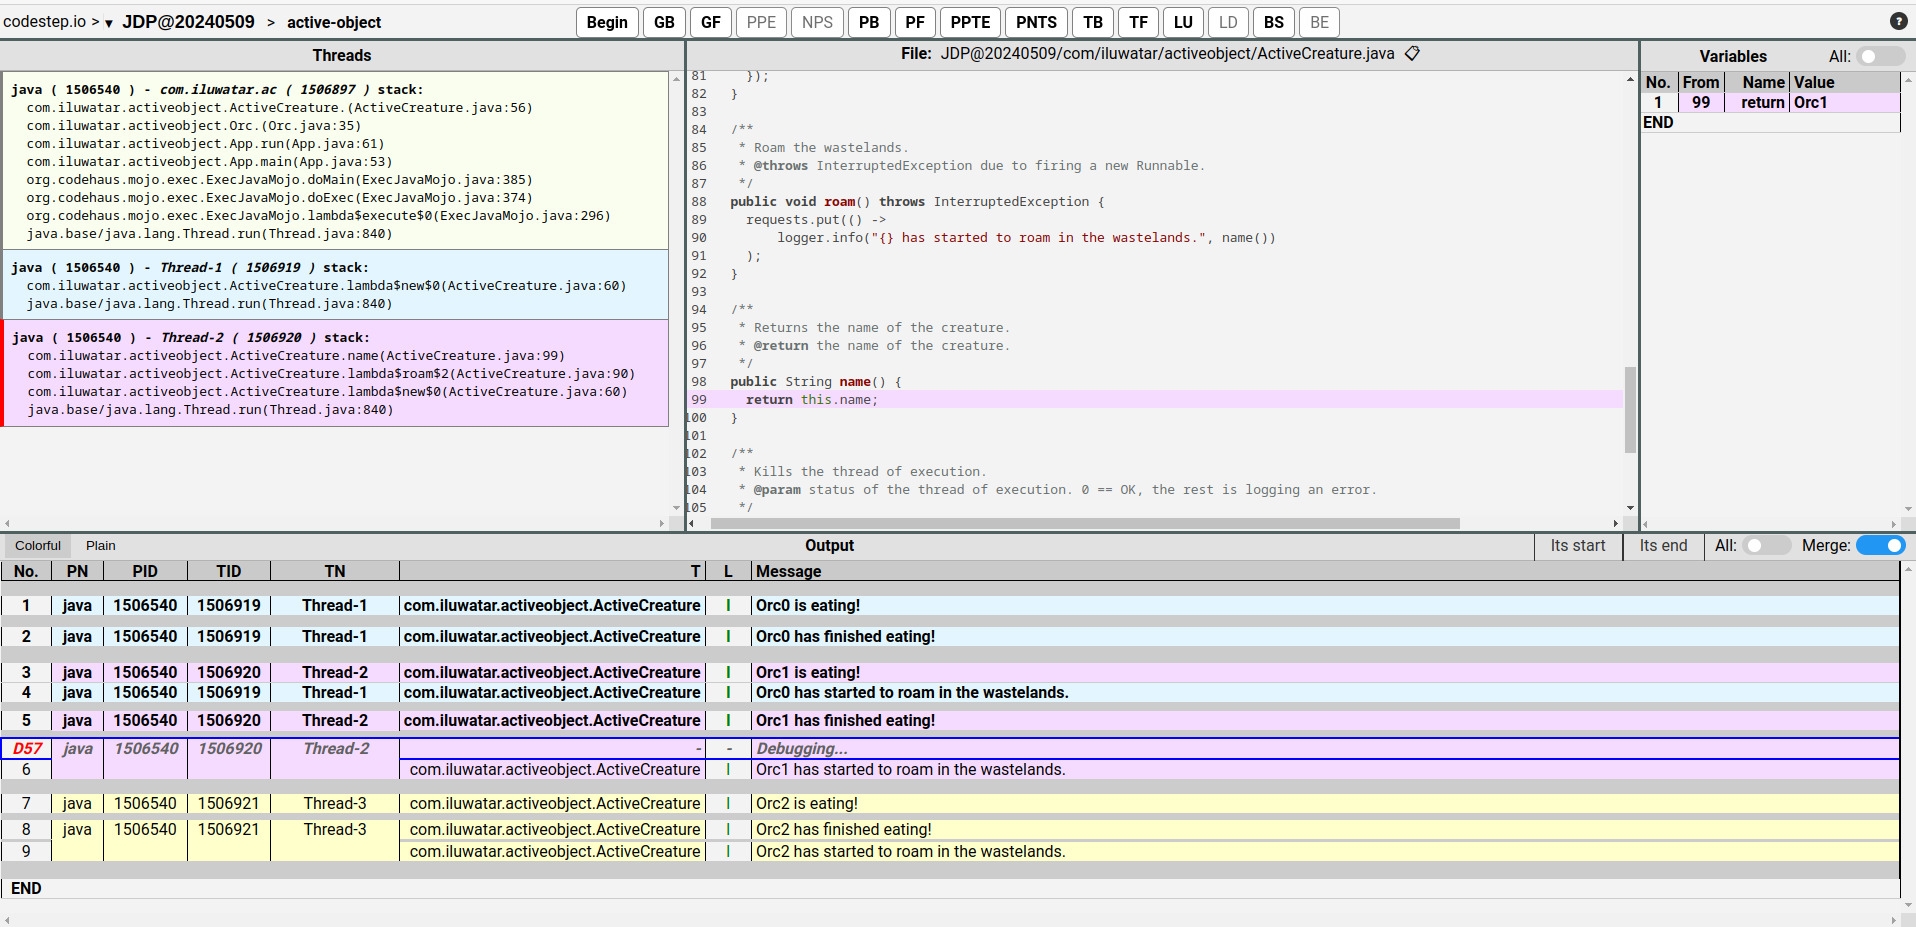 codestep.io > ▼ JDP@20240509 > active-object Begin GB GF PPE NPS PB PF PPTE PNTS TB TF LU LD BS BE ?
Threads
java ( 1506540 ) - com.iluwatar.ac ( 1506897 ) stack:
com.iluwatar.activeobject.ActiveCreature.(ActiveCreature.java:56)
com.iluwatar.activeobject.Orc.(Orc.java:35)
com.iluwatar.activeobject.App.run(App.java:61)
com.iluwatar.activeobject.App.main(App.java:53)
org.codehaus.mojo.exec.ExecJavaMojo.doMain(ExecJavaMojo.java:385)
org.codehaus.mojo.exec.ExecJavaMojo.doExec(ExecJavaMojo.java:374)
org.codehaus.mojo.exec.ExecJavaMojo.lambda$execute$0(ExecJavaMojo.java:296)
java.base/java.lang.Thread.run(Thread.java:840)
java ( 1506540 ) - Thread-1 ( 1506919 ) stack:
com.iluwatar.activeobject.ActiveCreature.lambda$new$0(ActiveCreature.java:60)
java.base/java.lang.Thread.run(Thread.java:840)
java ( 1506540 ) - Thread-2 ( 1506920 ) stack:
com.iluwatar.activeobject.ActiveCreature.name(ActiveCreature.java:99)
com.iluwatar.activeobject.ActiveCreature.lambda$roam$2(ActiveCreature.java:90)
com.iluwatar.activeobject.ActiveCreature.lambda$new$0(ActiveCreature.java:60)
java.base/java.lang.Thread.run(Thread.java:840)
File: JDP@20240509/com/iluwatar/activeobject/ActiveCreature.java
81 });
82 }
83
84 /**
85 * Roam the wastelands.
86 * @throws InterruptedException due to firing a new Runnable.
87 */
88 public void roam() throws InterruptedException {
89 requests.put(() ->
90 logger.info("{} has started to roam in the wastelands.", name())
91 );
92 }
93
94 /**
95 * Returns the name of the creature.
96 * @return the name of the creature.
97 */
98 public String name() {
99 return this.name;
100 }
101
102 /**
103 * Kills the thread of execution.
104 * @param status of the thread of execution. 0 == OK, the rest is logging an error.
105 */
Variables All:
No. From Name Value
1 99 return Orc1
END
Colorful Plain Output Its start Its end All: Merge:
No. PN PID TID TN T L Message
1 java 1506540 1506919 Thread-1 com.iluwatar.activeobject.ActiveCreature I Orc0 is eating!
2 java 1506540 1506919 Thread-1 com.iluwatar.activeobject.ActiveCreature I Orc0 has finished eating!
3 java 1506540 1506920 Thread-2 com.iluwatar.activeobject.ActiveCreature I Orc1 is eating!
4 java 1506540 1506919 Thread-1 com.iluwatar.activeobject.ActiveCreature I Orc0 has started to roam in the wastelands.
5 java 1506540 1506920 Thread-2 com.iluwatar.activeobject.ActiveCreature I Orc1 has finished eating!
D57 java 1506540 1506920 Thread-2 - - Debugging...
6 com.iluwatar.activeobject.ActiveCreature I Orc1 has started to roam in the wastelands.
7 java 1506540 1506921 Thread-3 com.iluwatar.activeobject.ActiveCreature I Orc2 is eating!
8 java 1506540 1506921 Thread-3 com.iluwatar.activeobject.ActiveCreature I Orc2 has finished eating!
9 com.iluwatar.activeobject.ActiveCreature I Orc2 has started to roam in the wastelands.
END